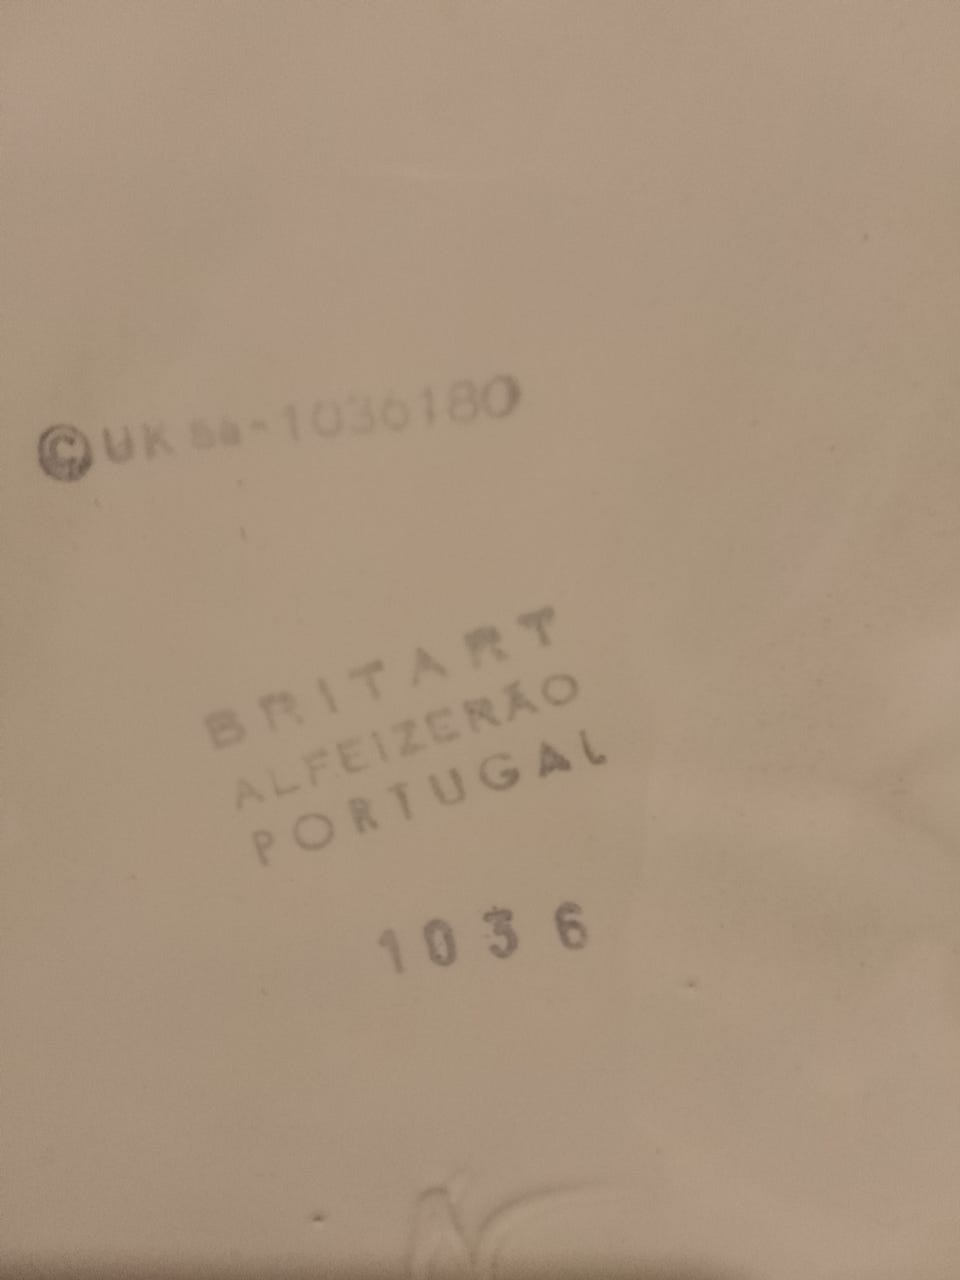 © UK 1036180
BRITART
ALFEIZERÃO
PORTUGAL
1036